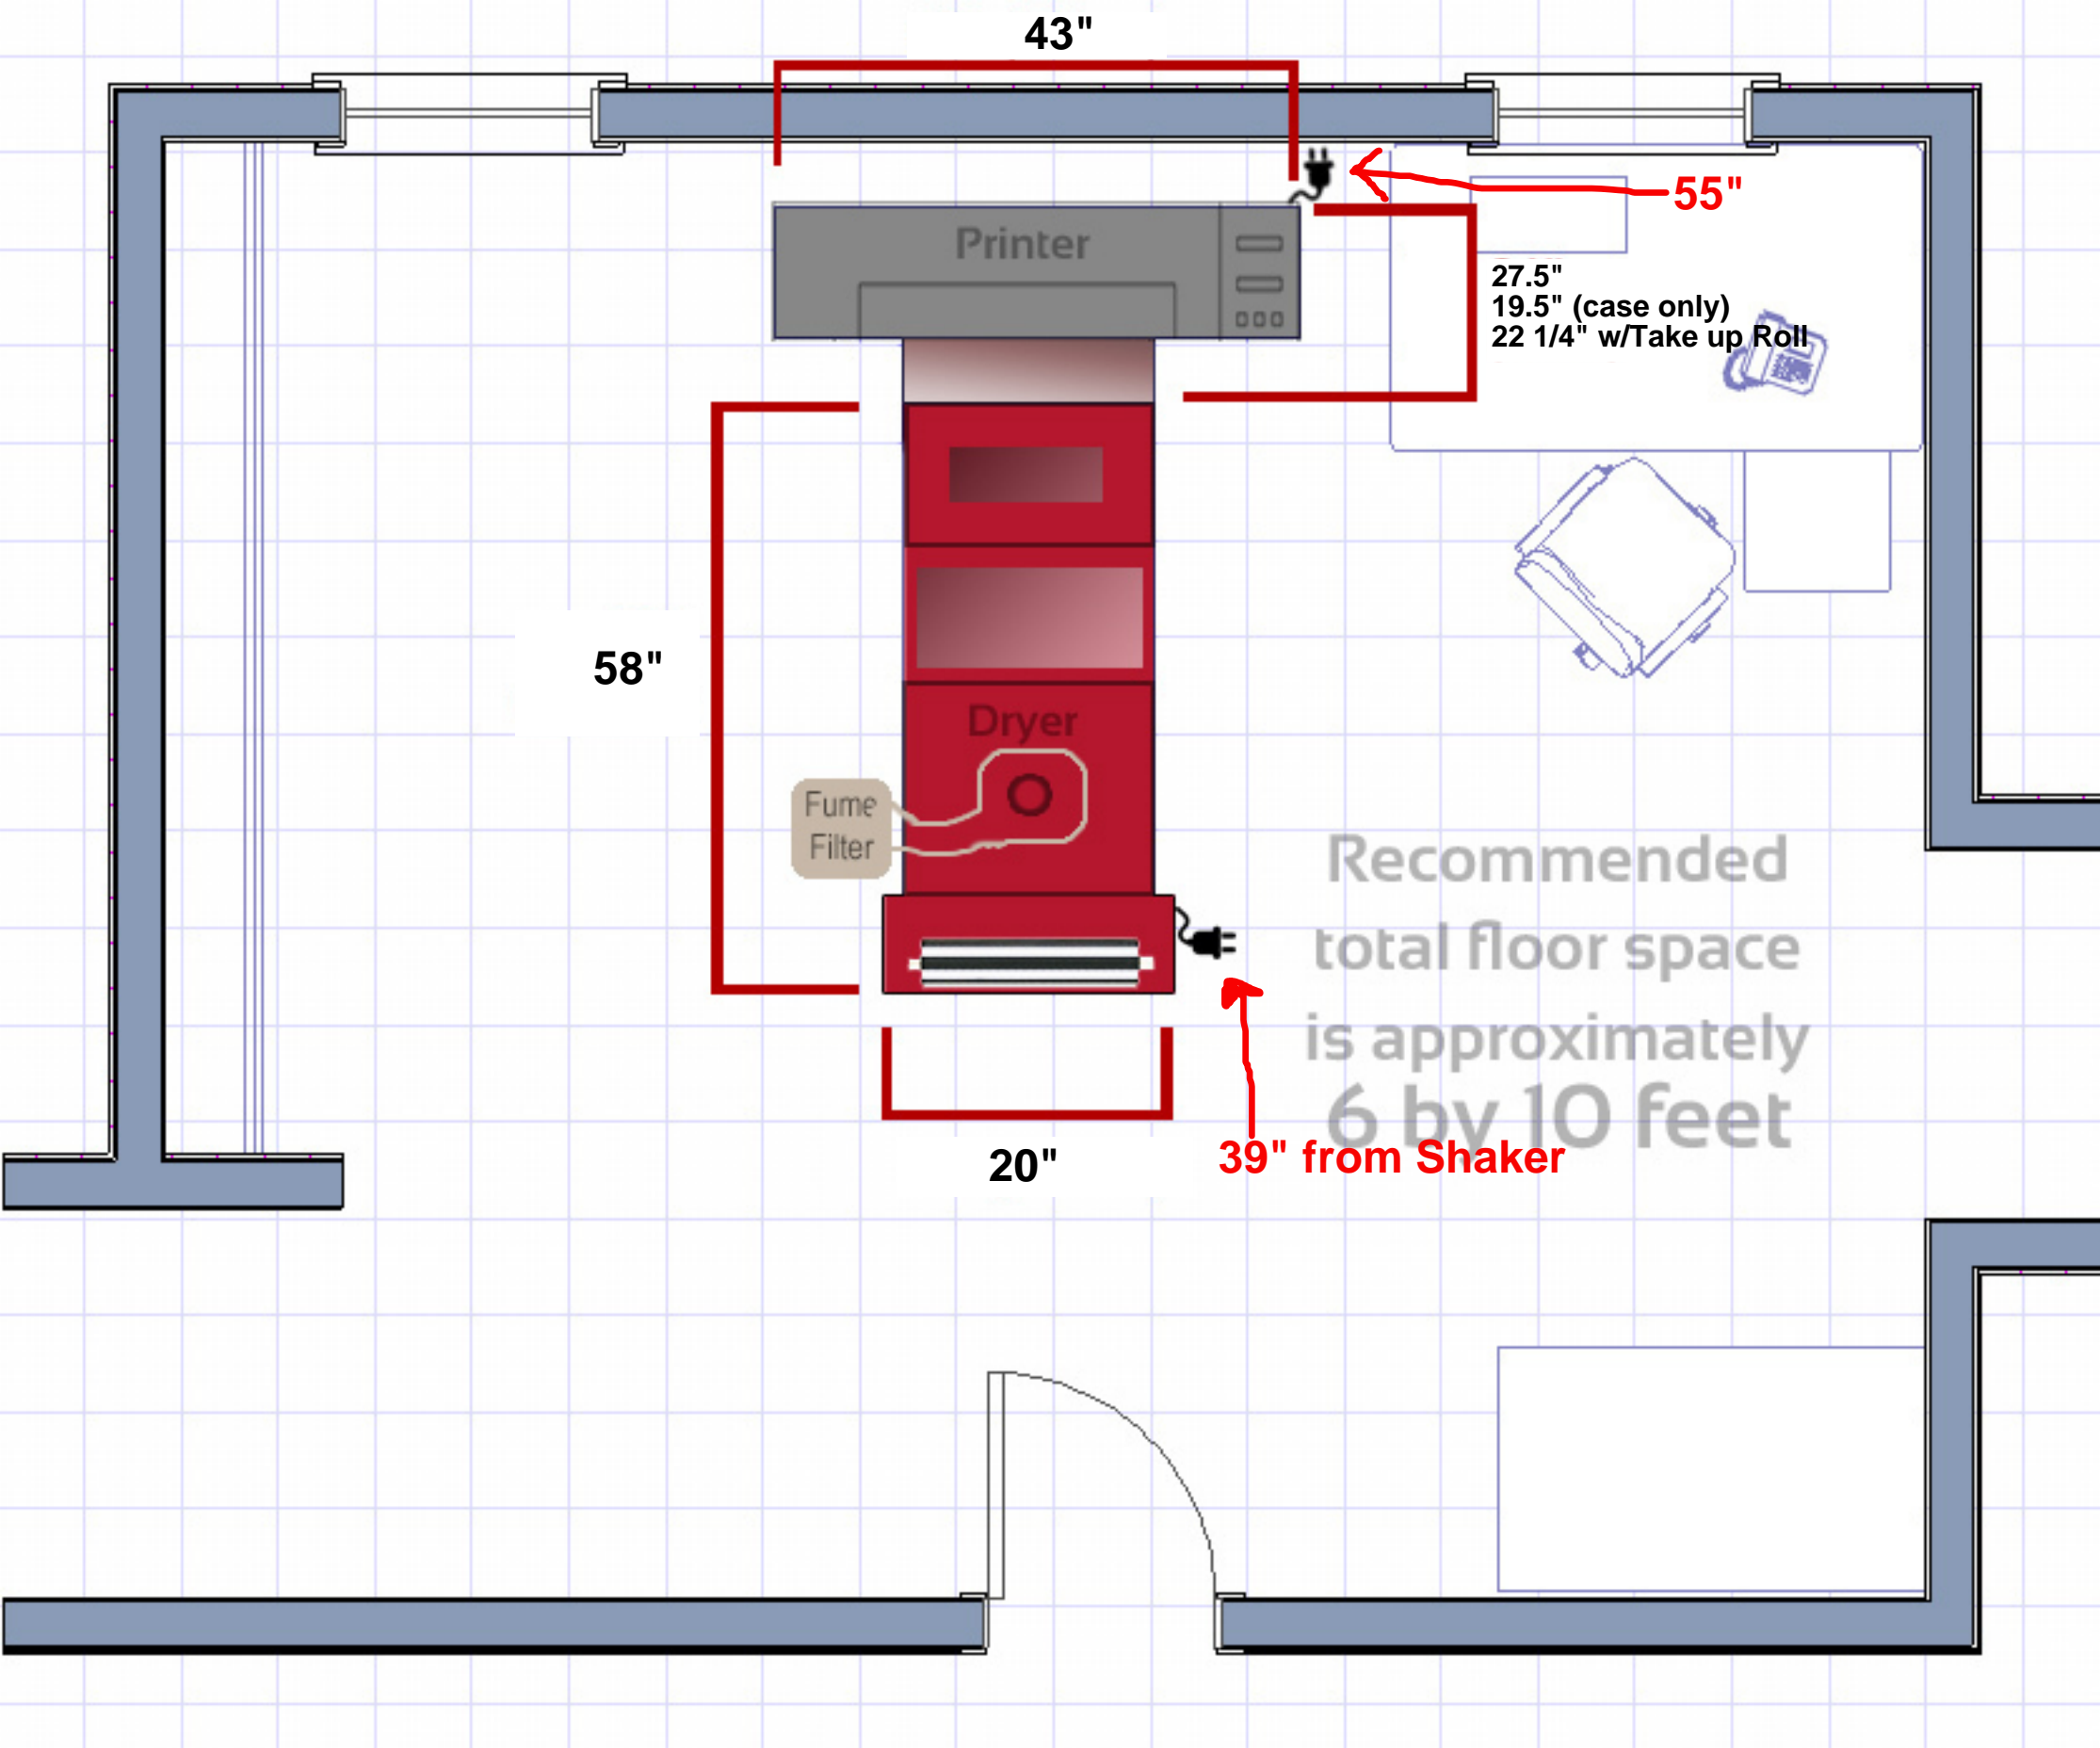 43"
55"
Printer
27.5"
19.5" (case only)
22 1/4" w/Take up Roll
58"
Dryer
Fume
Filter
Recommended
total floor space
is approximately
6 by 10 feet
39" from Shaker
20"